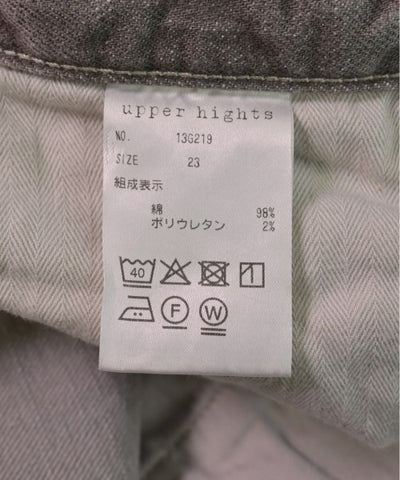 upper hights
NO. 13G219
SIZE 23
組成表示
綿 98%
ポリウレタン 2%
40
F W